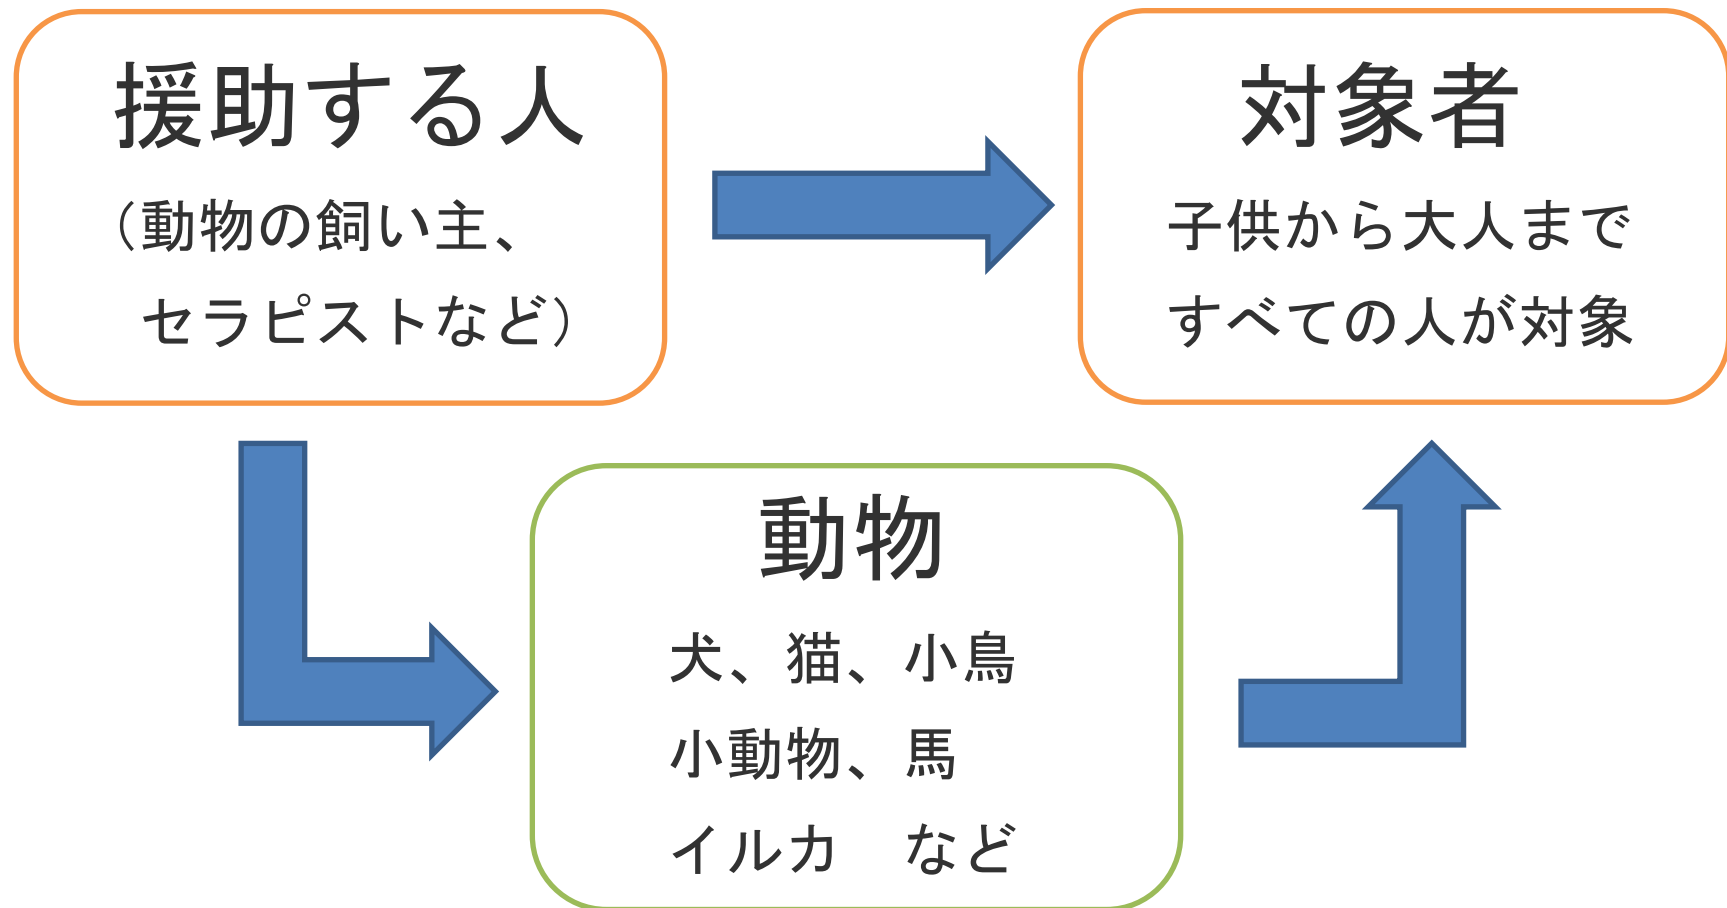 援助する人
（動物の飼い主、
セラピストなど）
対象者
子供から大人まで
すべての人が対象
動物
犬、猫、小鳥
小動物、馬
イルカ　など